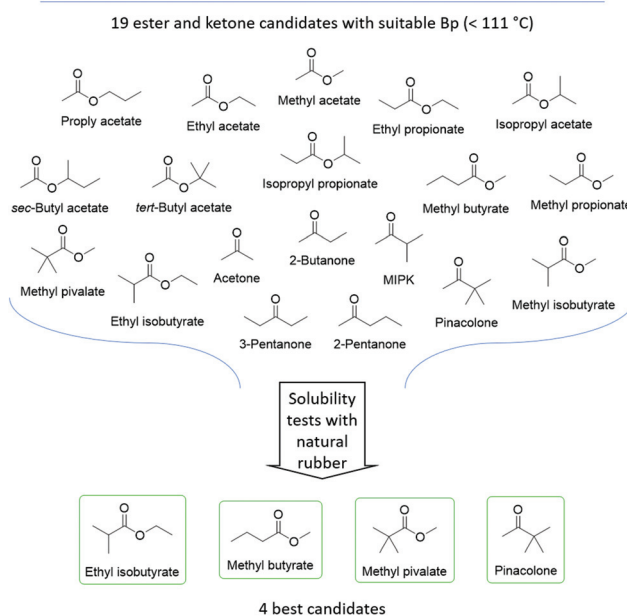 19 ester and ketone candidates with suitable Bp (< 111 °C)
Proply acetate
Ethyl acetate
Methyl acetate
Ethyl propionate
Isopropyl acetate
sec-Butyl acetate
tert-Butyl acetate
Isopropyl propionate
Methyl butyrate
Methyl propionate
Methyl pivalate
Ethyl isobutyrate
Acetone
2-Butanone
MIPK
Pinacolone
Methyl isobutyrate
3-Pentanone
2-Pentanone
Solubility
tests with
natural
rubber
Ethyl isobutyrate
Methyl butyrate
Methyl pivalate
Pinacolone
4 best candidates